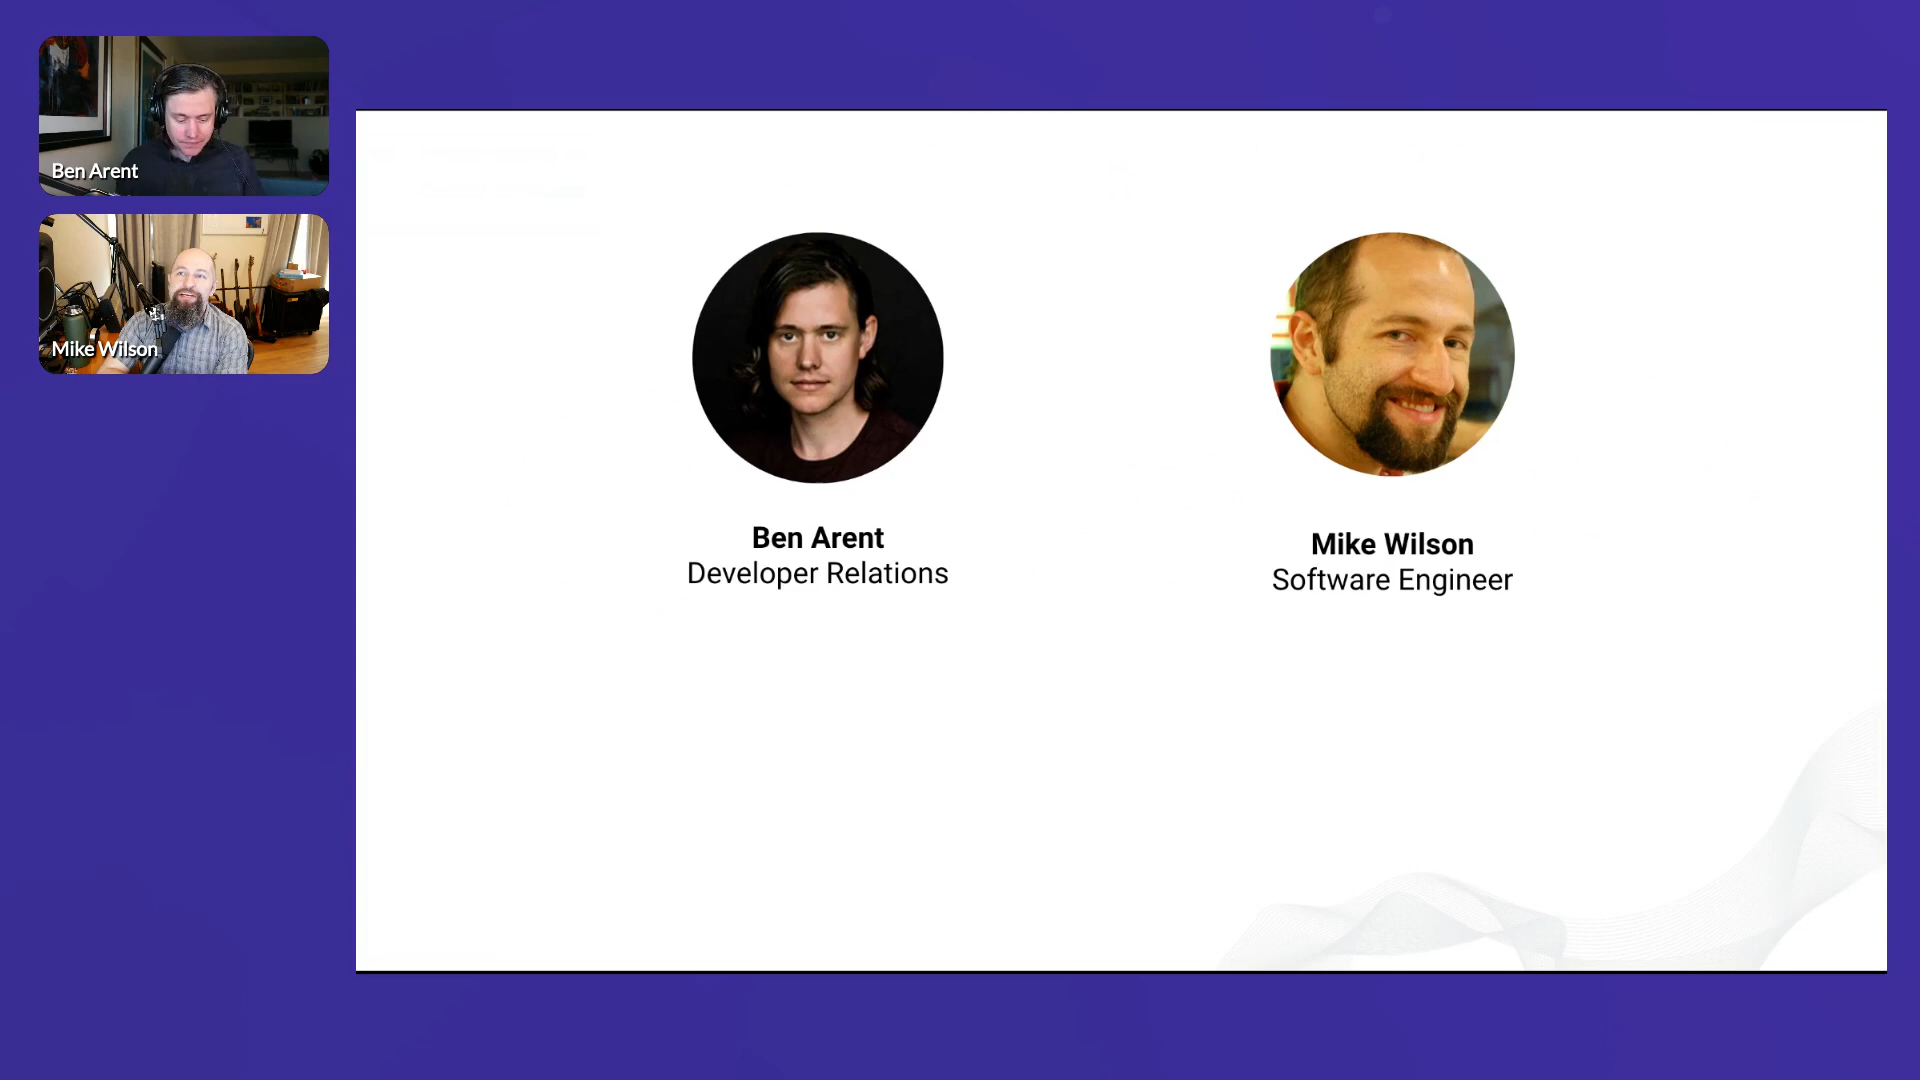 Ben Arent
Mike Wilson
Ben Arent
Developer Relations
Mike Wilson
Software Engineer